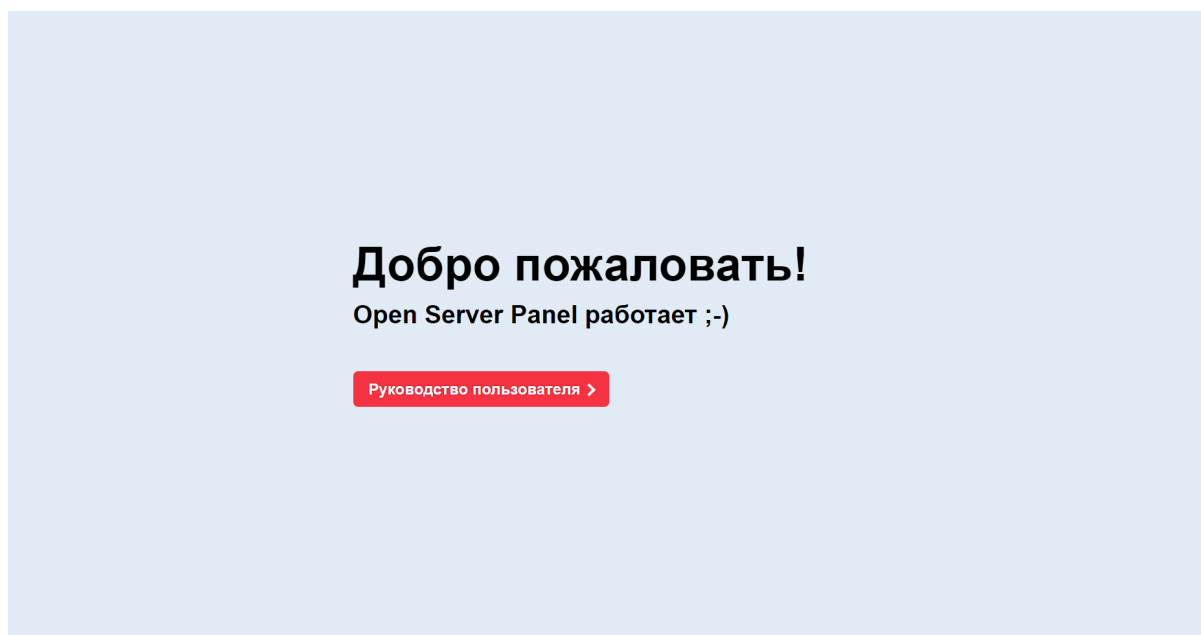 Добро пожаловать!
Open Server Panel работает ;-)
Руководство пользователя